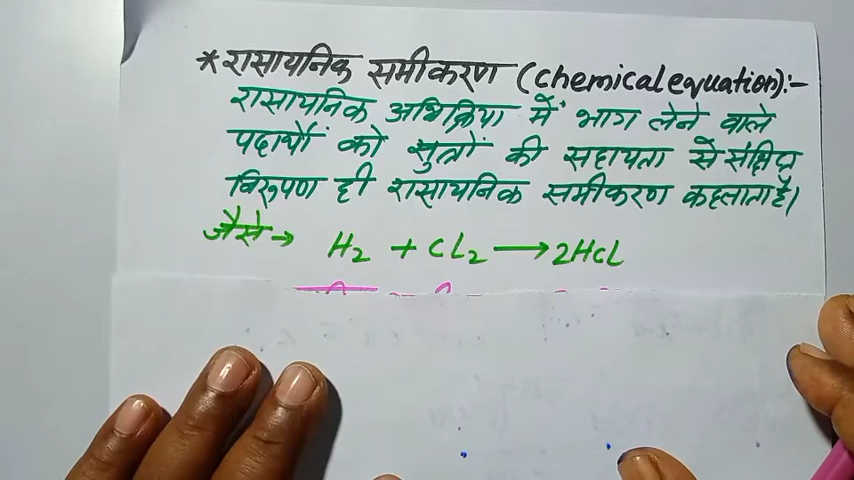 * रासायनिक समीकरण (chemical equation):-
रासायनिक अभिक्रिया में भाग लेने वाले
पदार्थों को सुत्रों की सहायता से संक्षिप्त
निरूपण ही रासायनिक समीकरण कहलाता है।
जैसे → H₂ + CL₂ ⟶ 2HCL